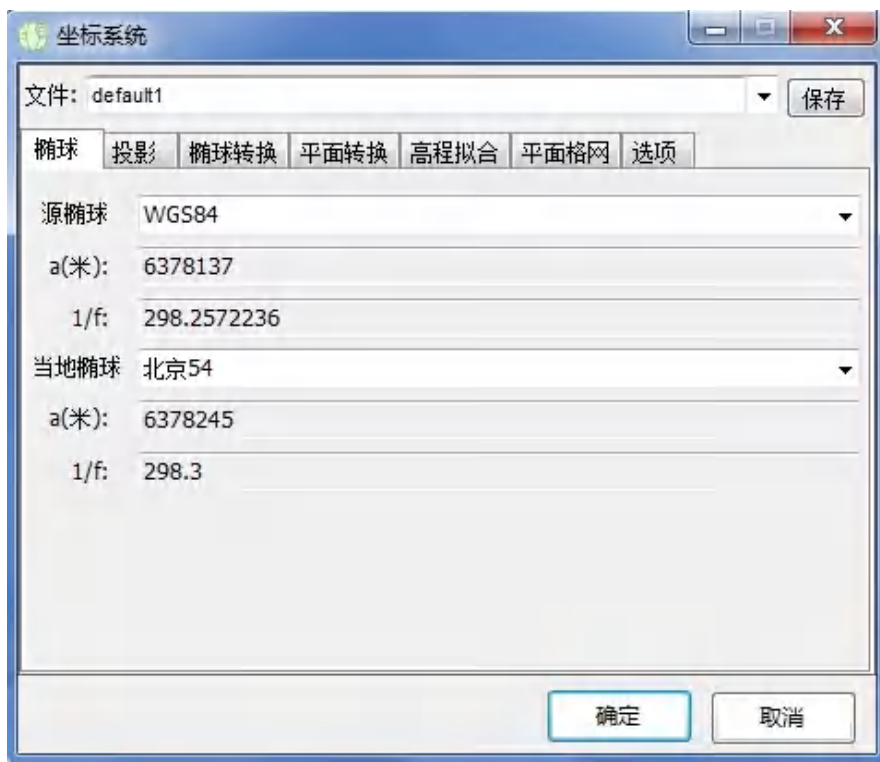 坐标系统
文件: default1 保存
椭球 投影 椭球转换 平面转换 高程拟合 平面格网 选项
源椭球 WGS84
a(米): 6378137
1/f: 298.2572236
当地椭球 北京54
a(米): 6378245
1/f: 298.3
确定 取消